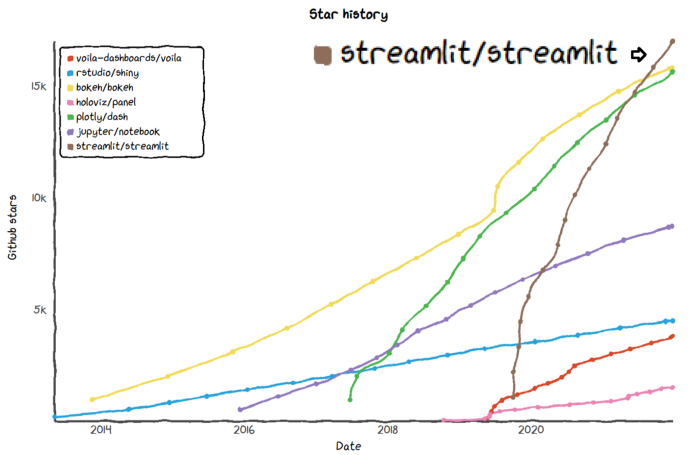 Star history
streamlit/streamlit ⇨
voila-dashboards/voila
rstudio/shiny
bokeh/bokeh
holoviz/panel
plotly/dash
jupyter/notebook
streamlit/streamlit
15k
10k
5k
Github stars
2014
2016
2018
2020
Date